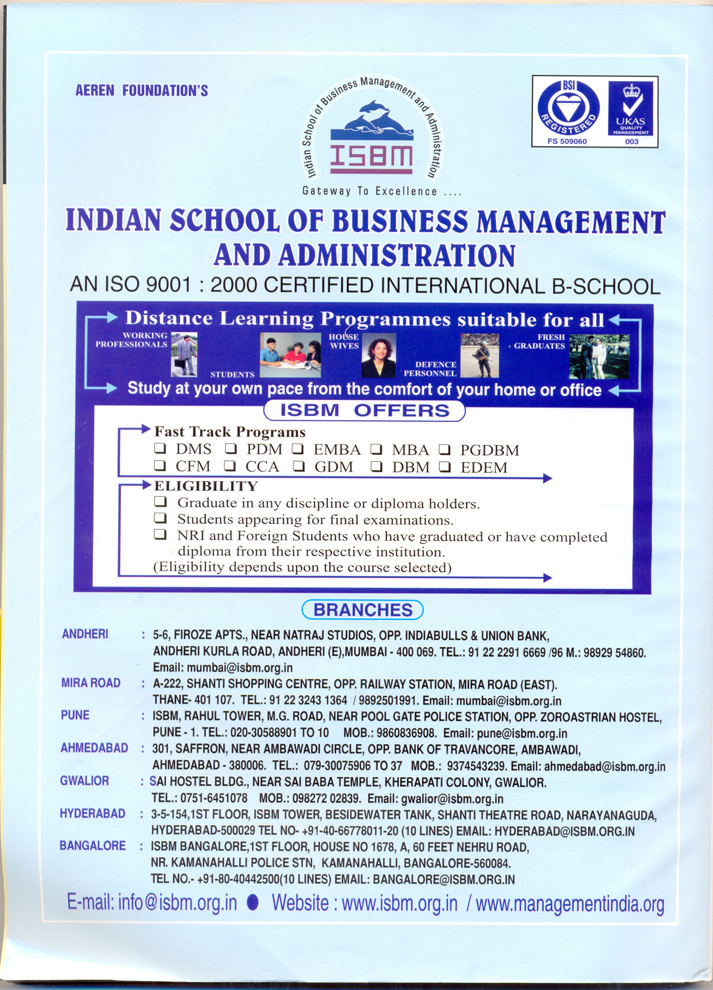 AEREN FOUNDATION'S
Indian School of Business Management and Administration
ISBM
Gateway To Excellence ....
BSI
REGISTERED
FS 509060
UKAS
QUALITY
MANAGEMENT
003
INDIAN SCHOOL OF BUSINESS MANAGEMENT
AND ADMINISTRATION
AN ISO 9001 : 2000 CERTIFIED INTERNATIONAL B-SCHOOL
Distance Learning Programmes suitable for all
WORKING
PROFESSIONALS
STUDENTS
HOUSE
WIVES
DEFENCE
PERSONNEL
FRESH
- GRADUATES
Study at your own pace from the comfort of your home or office
ISBM OFFERS
Fast Track Programs
❑ DMS ❑ PDM ❑ EMBA ❑ MBA ❑ PGDBM
❑ CFM ❑ CCA ❑ GDM ❑ DBM ❑ EDEM
ELIGIBILITY
❑ Graduate in any discipline or diploma holders.
❑ Students appearing for final examinations.
❑ NRI and Foreign Students who have graduated or have completed
diploma from their respective institution.
(Eligibility depends upon the course selected)
BRANCHES
ANDHERI : 5-6, FIROZE APTS., NEAR NATRAJ STUDIOS, OPP. INDIABULLS & UNION BANK,
ANDHERI KURLA ROAD, ANDHERI (E),MUMBAI - 400 069. TEL.: 91 22 2291 6669 /96 M.: 98929 54860.
Email: mumbai@isbm.org.in
MIRA ROAD : A-222, SHANTI SHOPPING CENTRE, OPP. RAILWAY STATION, MIRA ROAD (EAST).
THANE- 401 107. TEL.: 91 22 3243 1364 / 9892501991. Email: mumbai@isbm.org.in
PUNE : ISBM, RAHUL TOWER, M.G. ROAD, NEAR POOL GATE POLICE STATION, OPP. ZOROASTRIAN HOSTEL,
PUNE - 1. TEL.: 020-30588901 TO 10 MOB.: 9860836908. Email: pune@isbm.org.in
AHMEDABAD : 301, SAFFRON, NEAR AMBAWADI CIRCLE, OPP. BANK OF TRAVANCORE, AMBAWADI,
AHMEDABAD - 380006. TEL.: 079-30075906 TO 37 MOB.: 9374543239. Email: ahmedabad@isbm.org.in
GWALIOR : SAI HOSTEL BLDG., NEAR SAI BABA TEMPLE, KHERAPATI COLONY, GWALIOR.
TEL.: 0751-6451078 MOB.: 098272 02839. Email: gwalior@isbm.org.in
HYDERABAD : 3-5-154,1ST FLOOR, ISBM TOWER, BESIDEWATER TANK, SHANTI THEATRE ROAD, NARAYANAGUDA,
HYDERABAD-500029 TEL NO- +91-40-66778011-20 (10 LINES) EMAIL: HYDERABAD@ISBM.ORG.IN
BANGALORE : ISBM BANGALORE,1ST FLOOR, HOUSE NO 1678, A, 60 FEET NEHRU ROAD,
NR. KAMANAHALLI POLICE STN, KAMANAHALLI, BANGALORE-560084.
TEL NO.- +91-80-40442500(10 LINES) EMAIL: BANGALORE@ISBM.ORG.IN
E-mail: info@isbm.org.in ● Website : www.isbm.org.in / www.managementindia.org